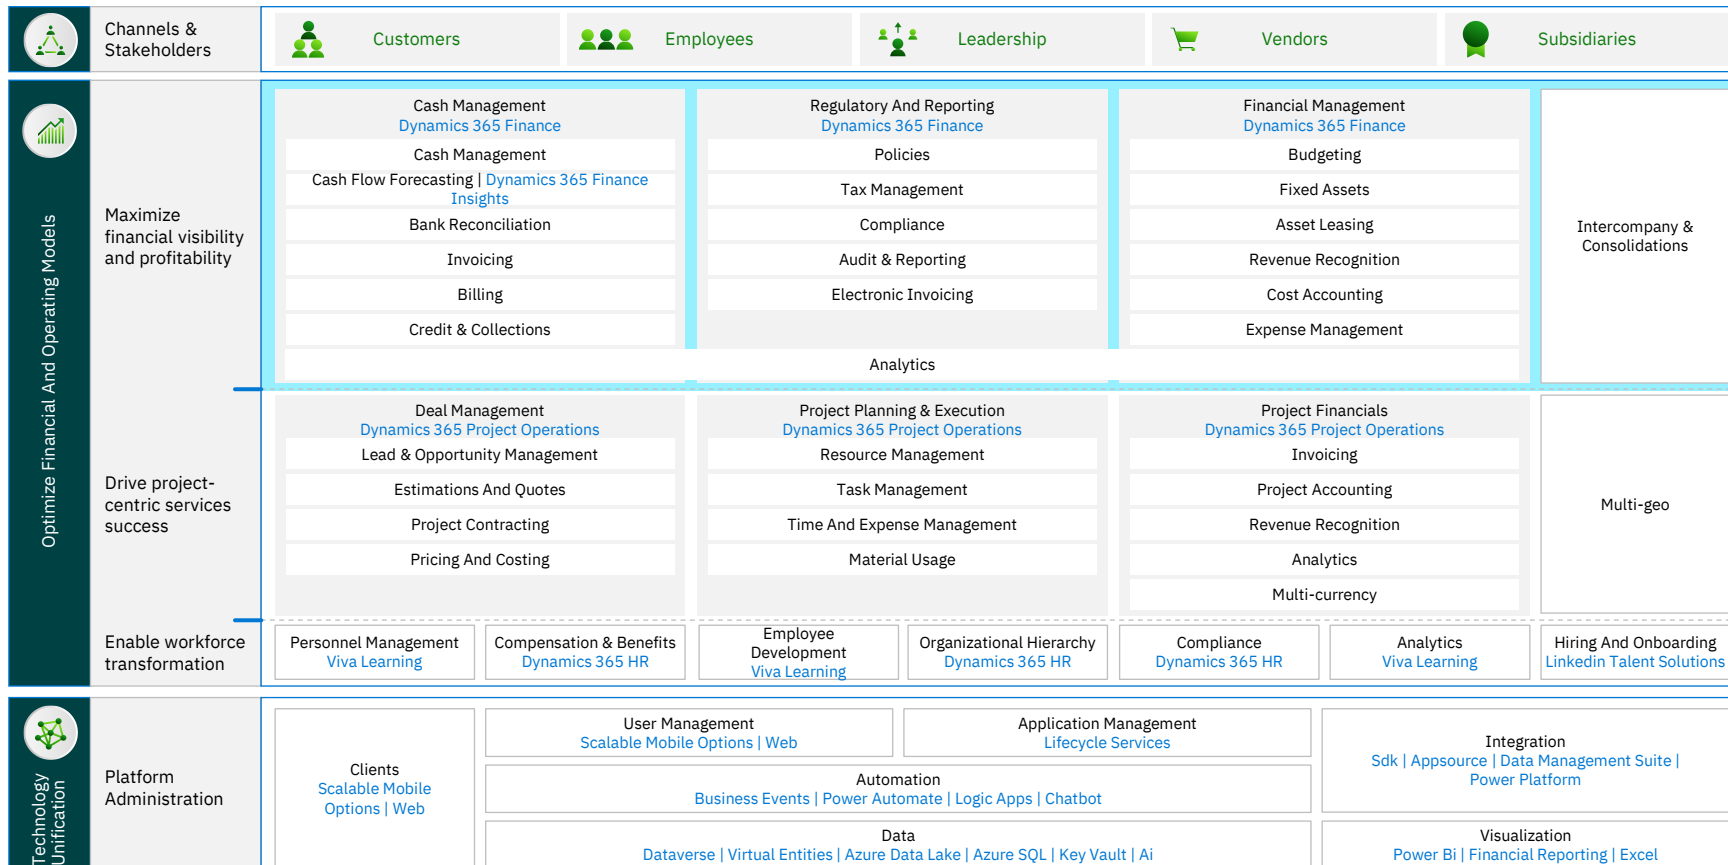 Channels &
Stakeholders
Customers
Employees
Leadership
Vendors
Subsidiaries
Optimize Financial And Operating Models
Maximize
financial visibility
and profitability
Cash Management
Dynamics 365 Finance
Cash Management
Cash Flow Forecasting | Dynamics 365 Finance
Insights
Bank Reconciliation
Invoicing
Billing
Credit & Collections
Regulatory And Reporting
Dynamics 365 Finance
Policies
Tax Management
Compliance
Audit & Reporting
Electronic Invoicing
Financial Management
Dynamics 365 Finance
Budgeting
Fixed Assets
Asset Leasing
Revenue Recognition
Cost Accounting
Expense Management
Analytics
Intercompany &
Consolidations
Drive project-
centric services
success
Deal Management
Dynamics 365 Project Operations
Lead & Opportunity Management
Estimations And Quotes
Project Contracting
Pricing And Costing
Project Planning & Execution
Dynamics 365 Project Operations
Resource Management
Task Management
Time And Expense Management
Material Usage
Project Financials
Dynamics 365 Project Operations
Invoicing
Project Accounting
Revenue Recognition
Analytics
Multi-currency
Multi-geo
Enable workforce
transformation
Personnel Management
Viva Learning
Compensation & Benefits
Dynamics 365 HR
Employee
Development
Viva Learning
Organizational Hierarchy
Dynamics 365 HR
Compliance
Dynamics 365 HR
Analytics
Viva Learning
Hiring And Onboarding
Linkedin Talent Solutions
Technology
Unification
Platform
Administration
Clients
Scalable Mobile
Options | Web
User Management
Scalable Mobile Options | Web
Application Management
Lifecycle Services
Automation
Business Events | Power Automate | Logic Apps | Chatbot
Data
Dataverse | Virtual Entities | Azure Data Lake | Azure SQL | Key Vault | Ai
Integration
Sdk | Appsource | Data Management Suite |
Power Platform
Visualization
Power Bi | Financial Reporting | Excel